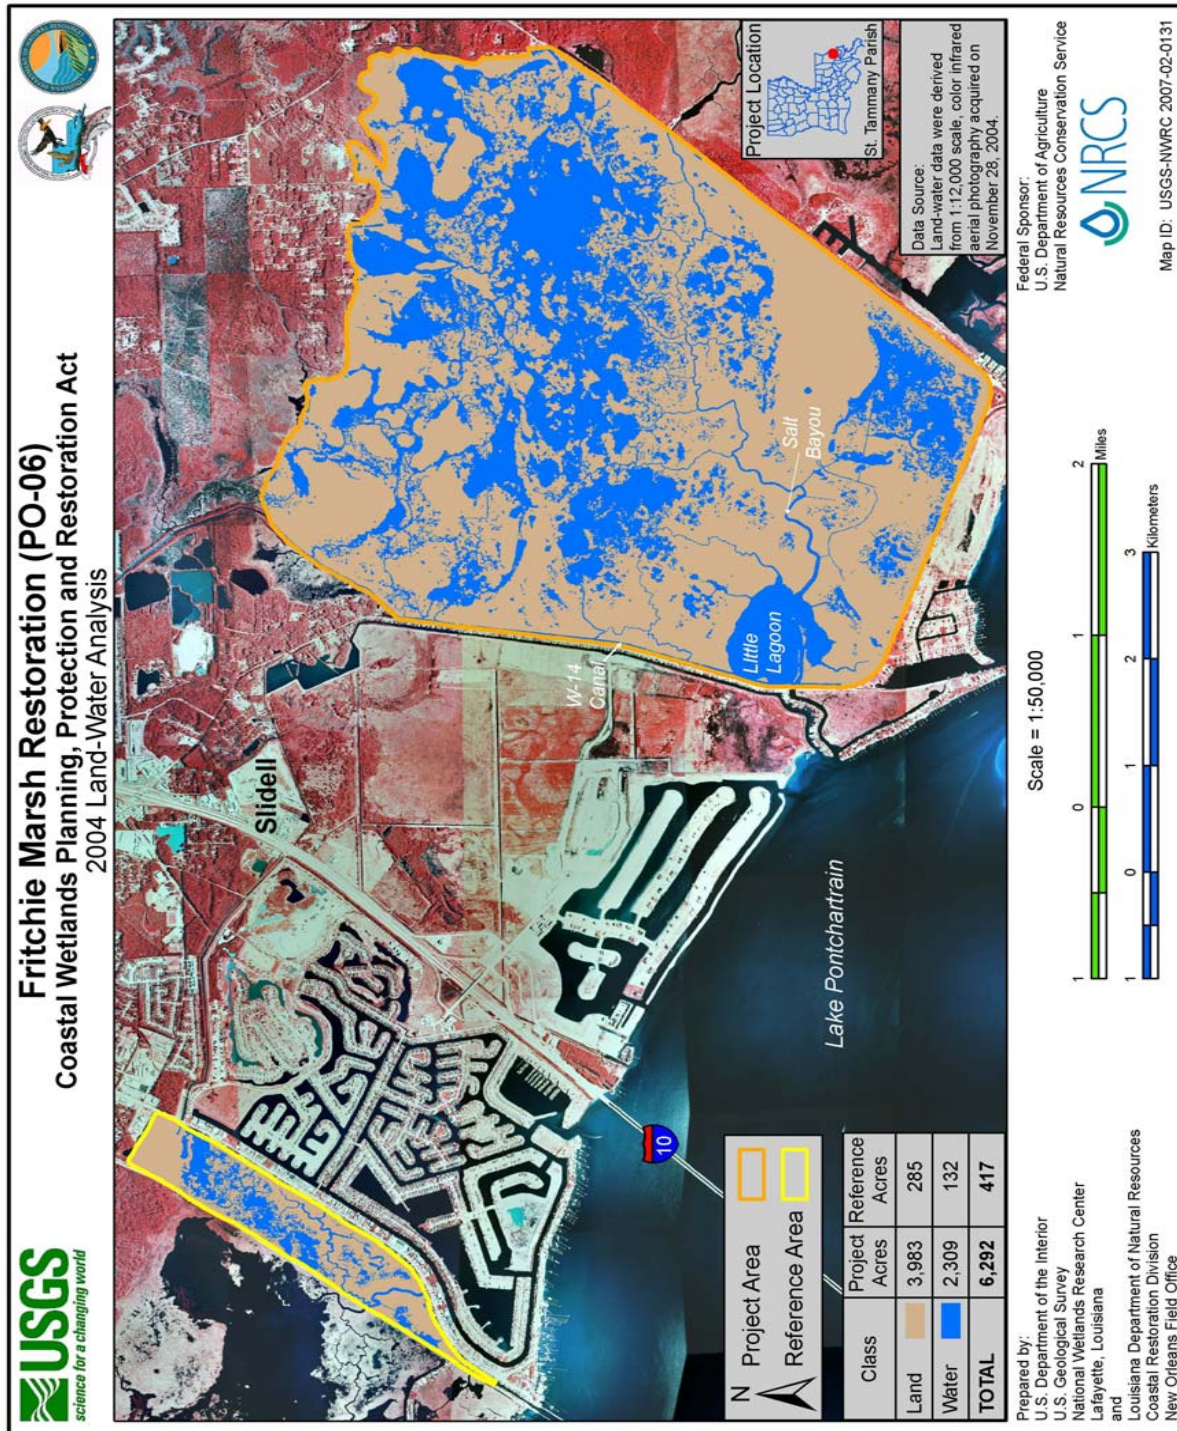 USGS
science for a changing world
Fritchie Marsh Restoration (PO-06)
Coastal Wetlands Planning, Protection and Restoration Act
2004 Land-Water Analysis
Slidell
W-14
Canal
Little
Lagoon
Salt
Bayou
Lake Pontchartrain
10
Project Location
St. Tammany Parish
Data Source:
Land-water data were derived
from 1:12,000 scale, color infrared
aerial photography acquired on
November 28, 2004.
N
Project Area
Reference Area
Class Project Acres Reference Acres
Land 3,983 285
Water 2,309 132
TOTAL 6,292 417
Prepared by:
U.S. Department of the Interior
U.S. Geological Survey
National Wetlands Research Center
Lafayette, Louisiana
and
Louisiana Department of Natural Resources
Coastal Restoration Division
New Orleans Field Office
Scale = 1:50,000
1 0 1 2
Miles
1 0 1 2 3
Kilometers
Federal Sponsor:
U.S. Department of Agriculture
Natural Resources Conservation Service
NRCS
Map ID: USGS-NWRC 2007-02-0131